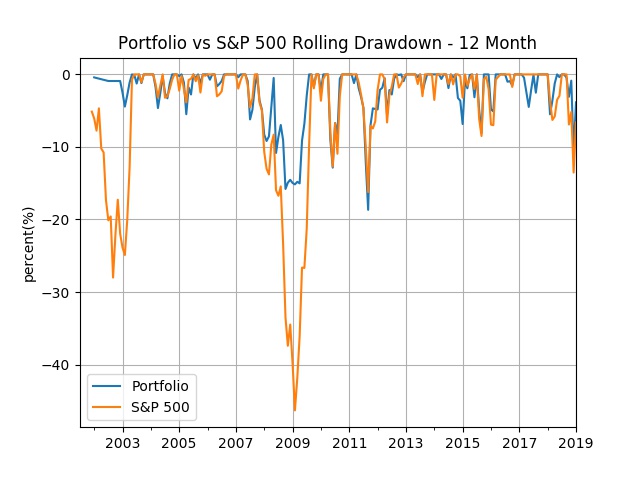 Portfolio vs S&P 500 Rolling Drawdown - 12 Month
0
−10
−20
−30
−40
percent(%)
Portfolio
S&P 500
2003 2005 2007 2009 2011 2013 2015 2017 2019